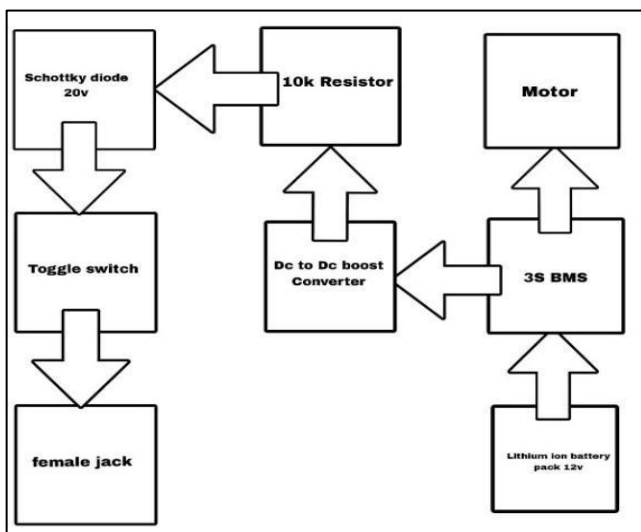 Schottky diode
20v
10k Resistor
Motor
Toggle switch
Dc to Dc boost
Converter
3S BMS
female jack
Lithium ion battery
pack 12v